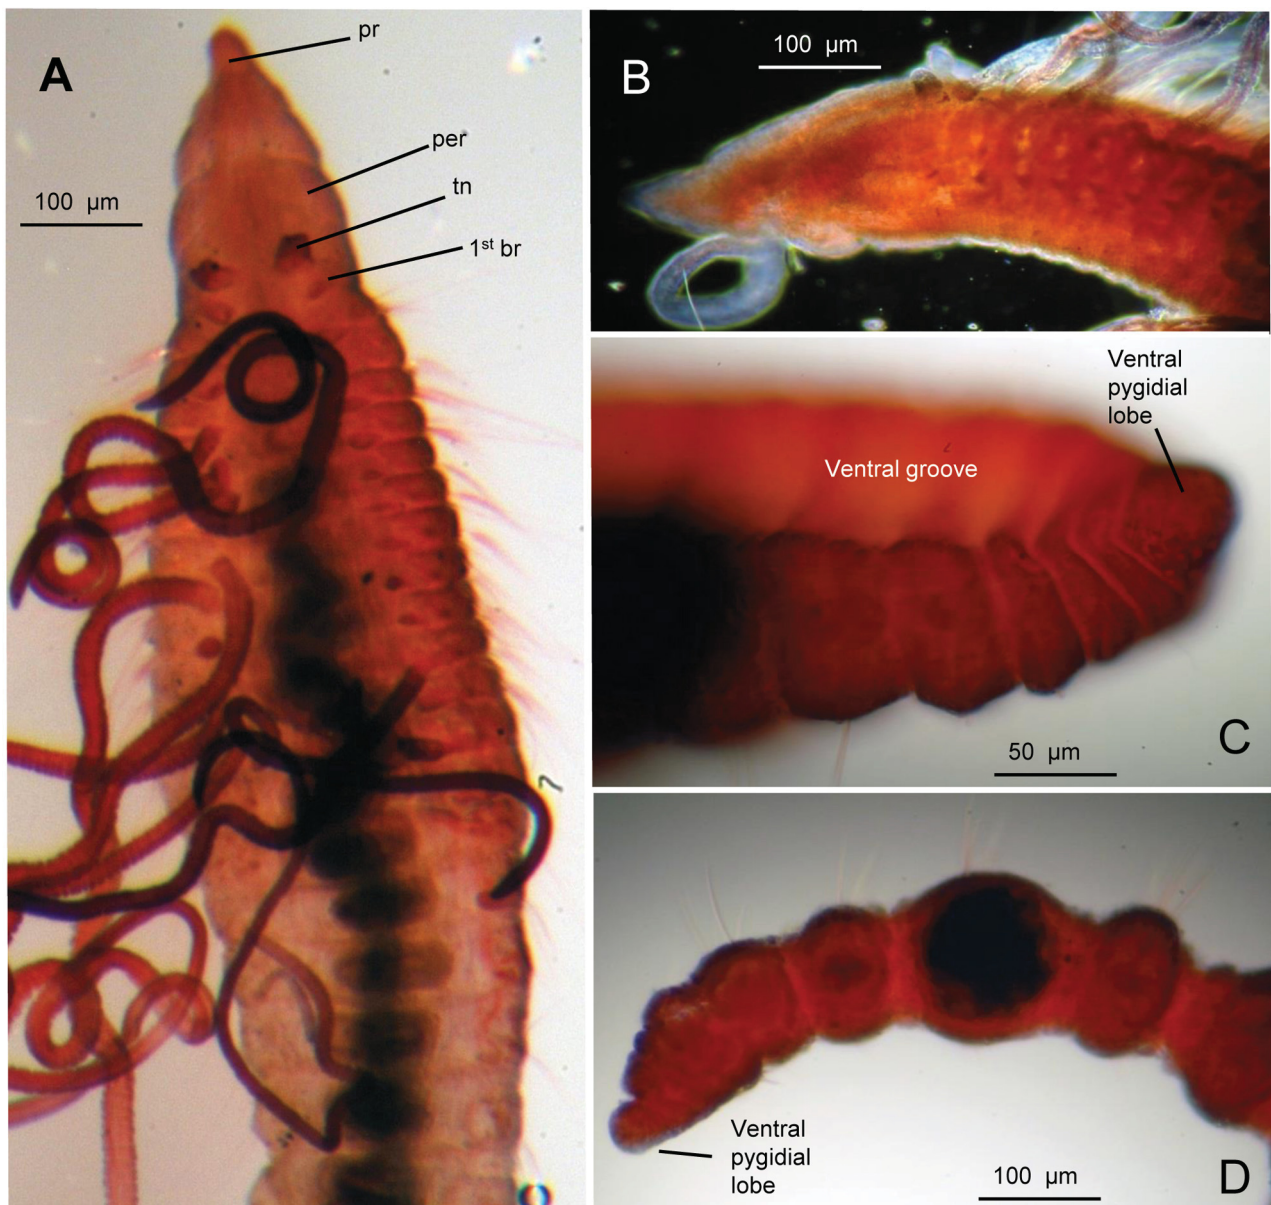 A
pr
per
tn
1st br
100 µm
B
100 µm
Ventral
pygidial
lobe
Ventral groove
C
50 µm
Ventral
pygidial
lobe
D
100 µm